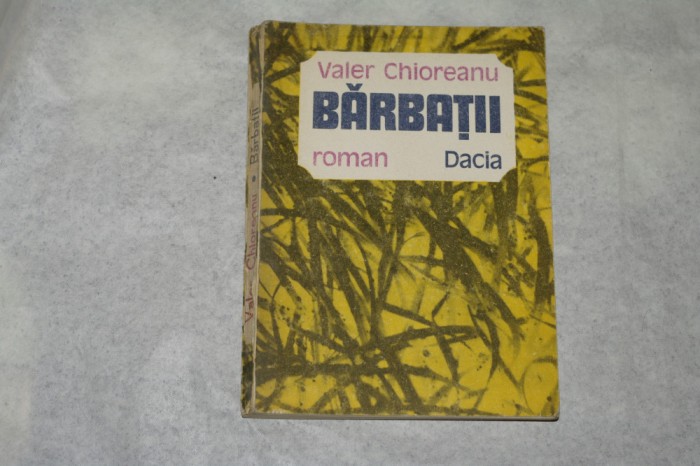 Valer Chioreanu
BĂRBAȚII
roman Dacia
Valer Chioreanu • Bărbații